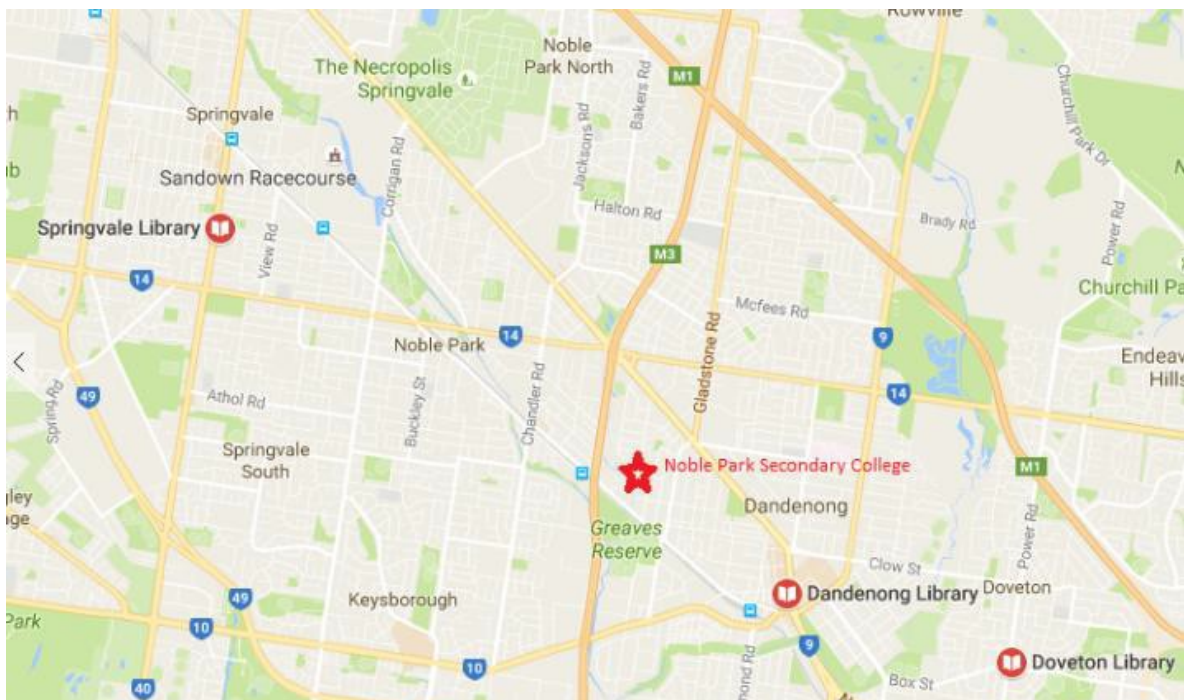 Rowville
Noble
Park North
M1
The Necropolis
Springvale
Bakers Rd
Churchill Park Dr
Springvale
Jacksons Rd
Corrigan Rd
Sandown Racecourse
Halton Rd
Brady Rd
Power Rd
Springvale Library
View Rd
M3
14
Churchill Pa
Mcfees Rd
14
9
Noble Park
Endeav
Hills
Gladstone Rd
49
14
Spring Rd
Athol Rd
Buckley St
Chandler Rd
Springvale
South
Noble Park Secondary College
M1
Dandenong
Greaves
Reserve
Power Rd
Clow St
Doveton
Dandenong Library
49
Keysborough
Park
10
9
Doveton Library
10
40
mond Rd
Box St